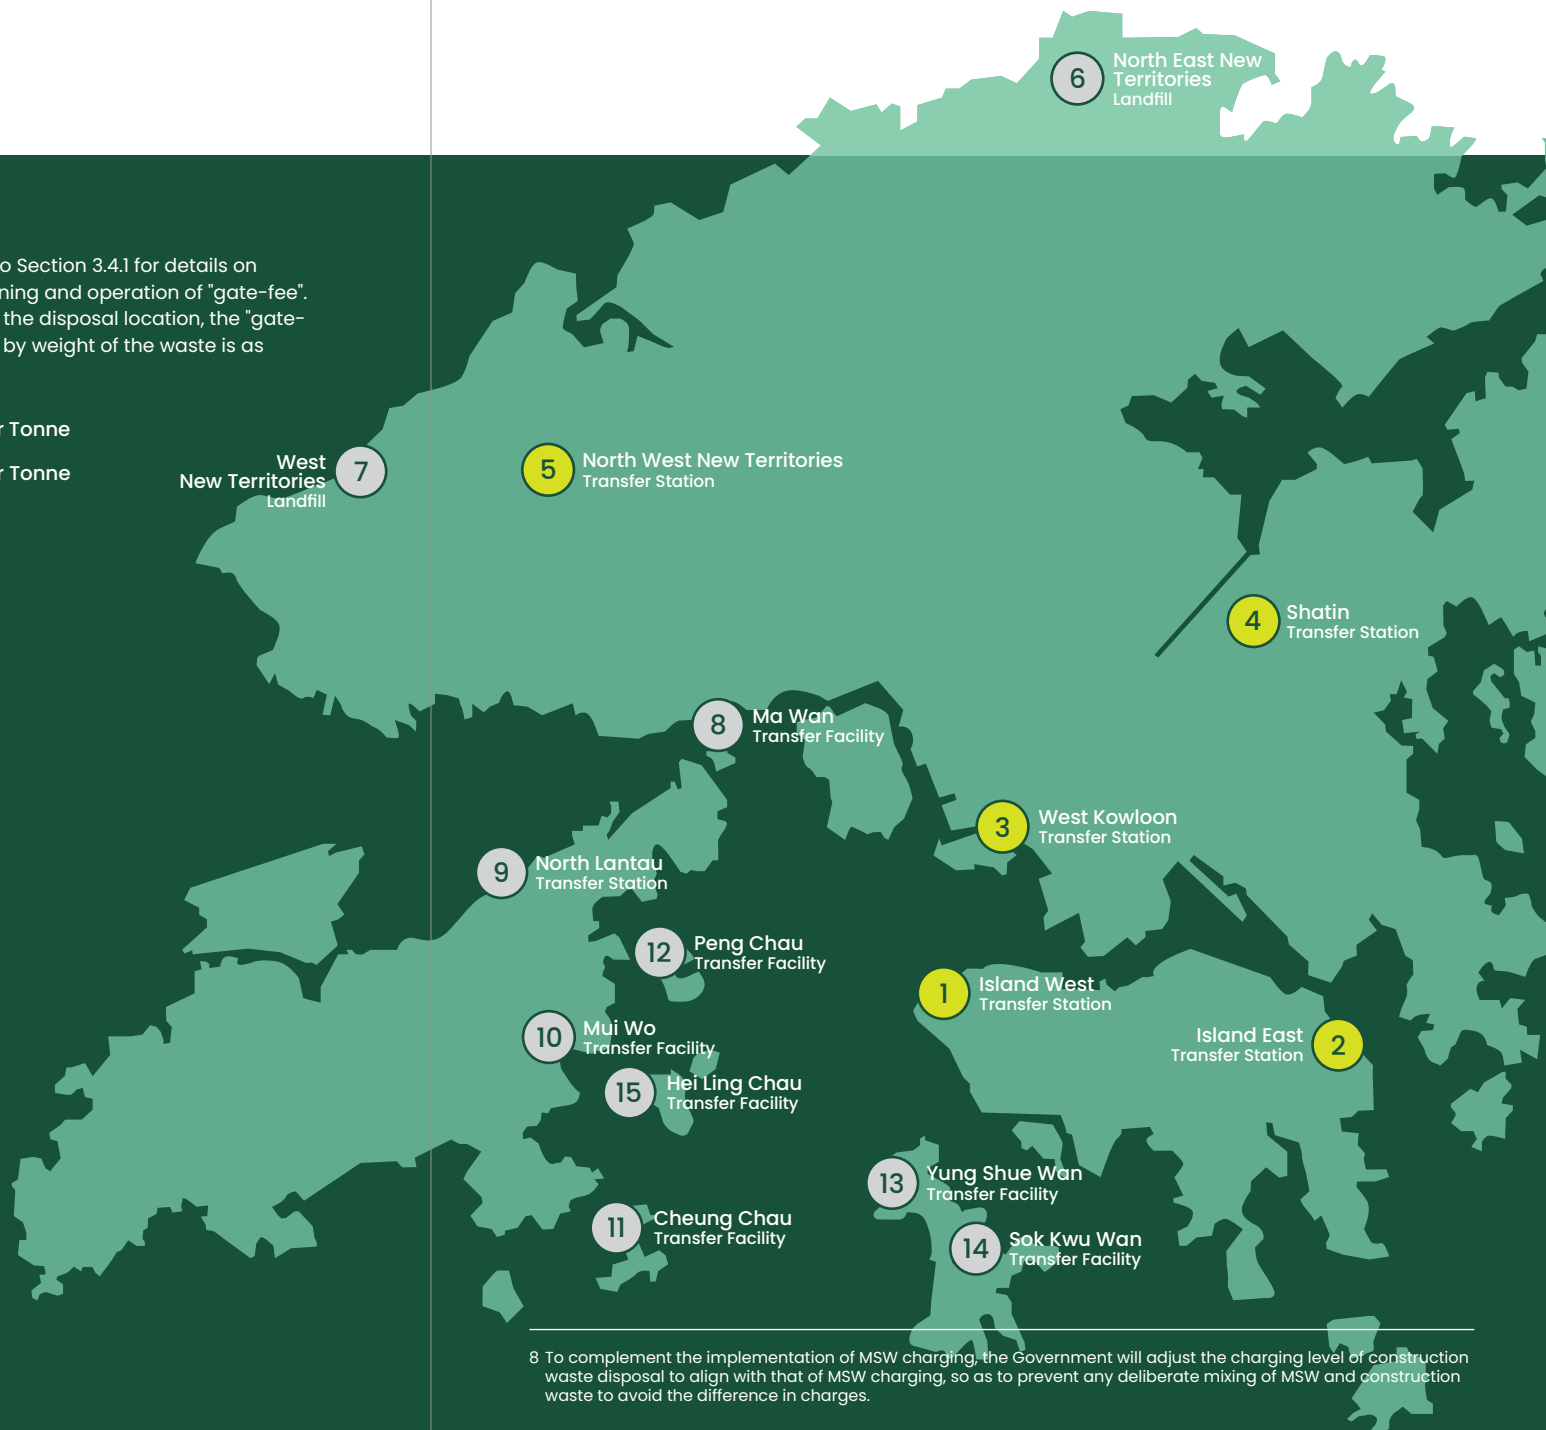 6
North East New
Territories
Landfill
o Section 3.4.1 for details on
ning and operation of "gate-fee".
the disposal location, the "gate-
by weight of the waste is as
r Tonne
r Tonne
West
New Territories
Landfill
7
5
North West New Territories
Transfer Station
4
Shatin
Transfer Station
8
Ma Wan
Transfer Facility
3
West Kowloon
Transfer Station
9
North Lantau
Transfer Station
12
Peng Chau
Transfer Facility
1
Island West
Transfer Station
10
Mui Wo
Transfer Facility
Island East
Transfer Station
2
15
Hei Ling Chau
Transfer Facility
13
Yung Shue Wan
Transfer Facility
11
Cheung Chau
Transfer Facility
14
Sok Kwu Wan
Transfer Facility
8 To complement the implementation of MSW charging, the Government will adjust the charging level of construction
waste disposal to align with that of MSW charging, so as to prevent any deliberate mixing of MSW and construction
waste to avoid the difference in charges.